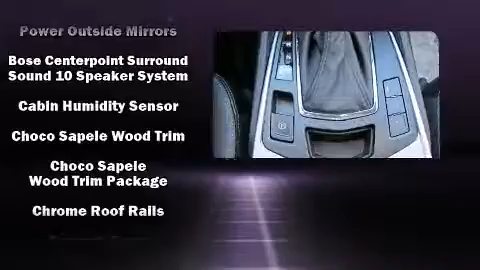 Power Outside Mirrors
Bose Centerpoint Surround
Sound 10 Speaker System
Cabin Humidity Sensor
Choco Sapele Wood Trim
Choco Sapele
Wood Trim Package
Chrome Roof Rails